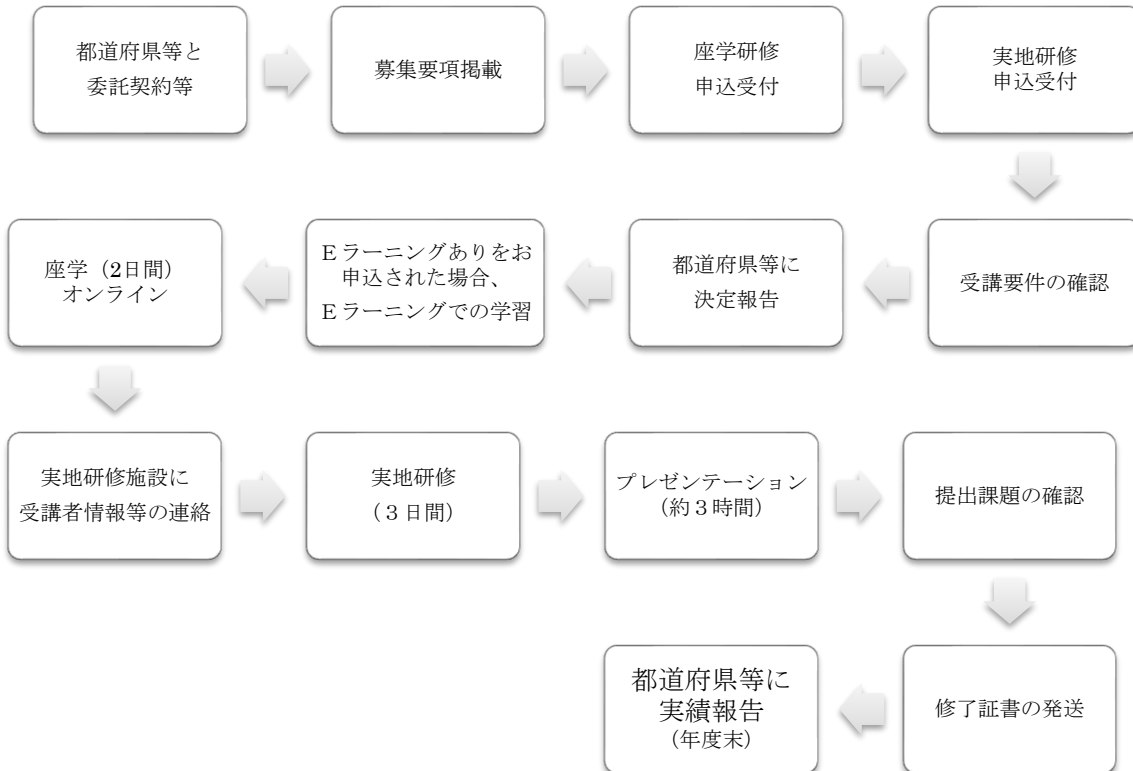 都道府県等と
委託契約等
募集要項掲載
座学研修
申込受付
実地研修
申込受付
受講要件の確認
都道府県等に
決定報告
Ｅラーニングありをお
申込された場合、
Ｅラーニングでの学習
座学（2日間）
オンライン
実地研修施設に
受講者情報等の連絡
実地研修
（３日間）
プレゼンテーション
（約３時間）
提出課題の確認
修了証書の発送
都道府県等に
実績報告
（年度末）